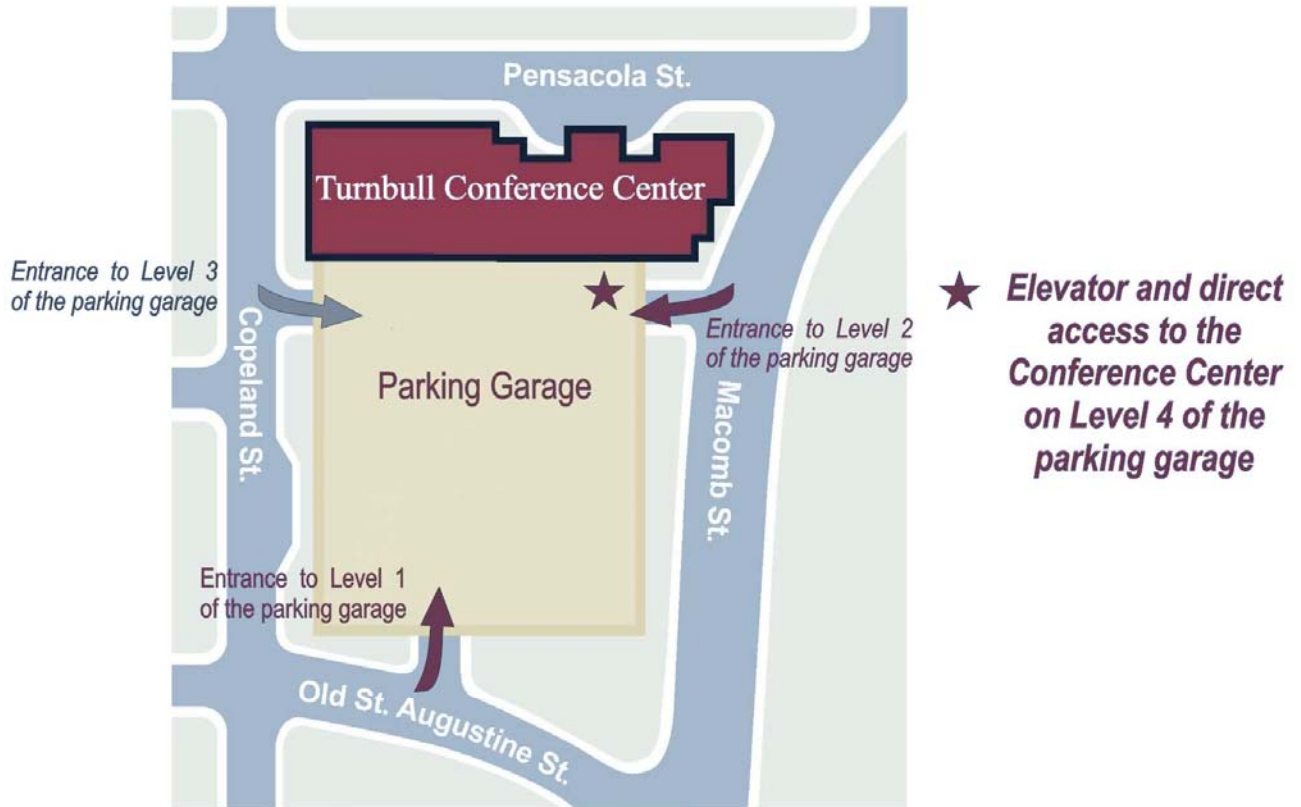 Pensacola St.
Turnbull Conference Center
Entrance to Level 3
of the parking garage
Elevator and direct
access to the
Conference Center
on Level 4 of the
parking garage
Entrance to Level 2
of the parking garage
Copeland St.
Parking Garage
Macomb St.
Entrance to Level 1
of the parking garage
Old St. Augustine St.